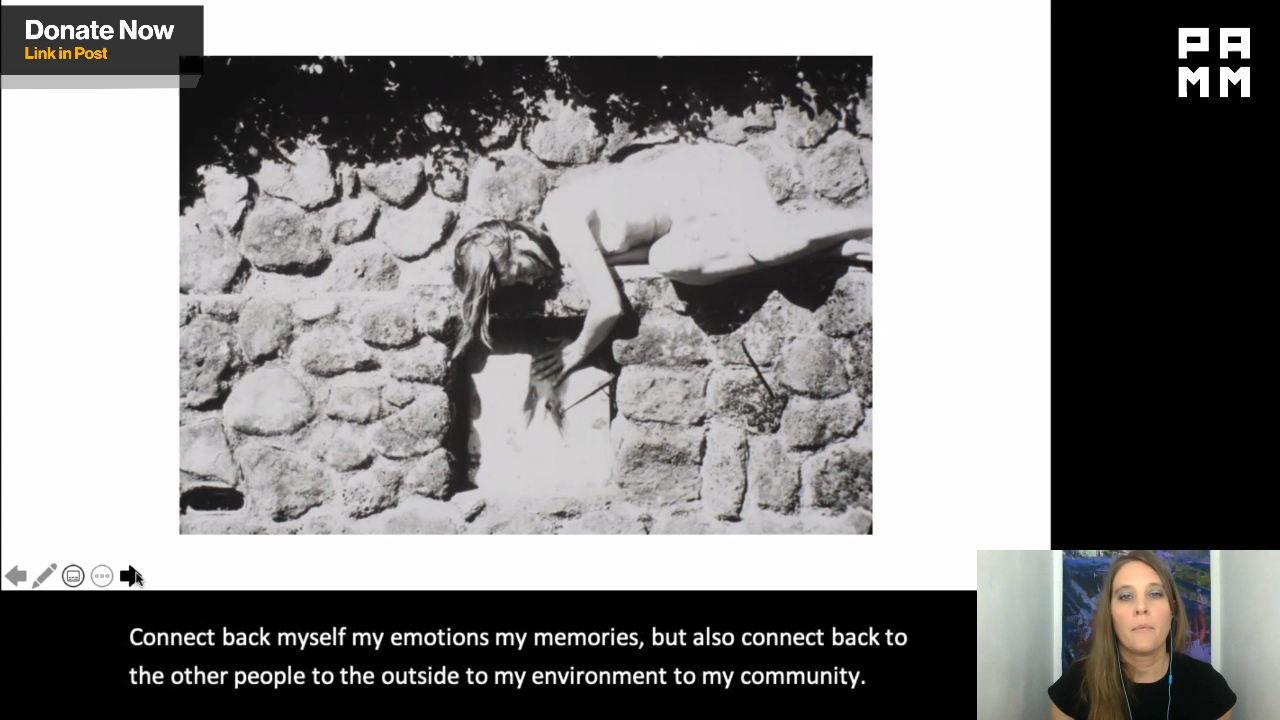 Donate Now
Link in Post
PA
MM
Connect back myself my emotions my memories, but also connect back to
the other people to the outside to my environment to my community.